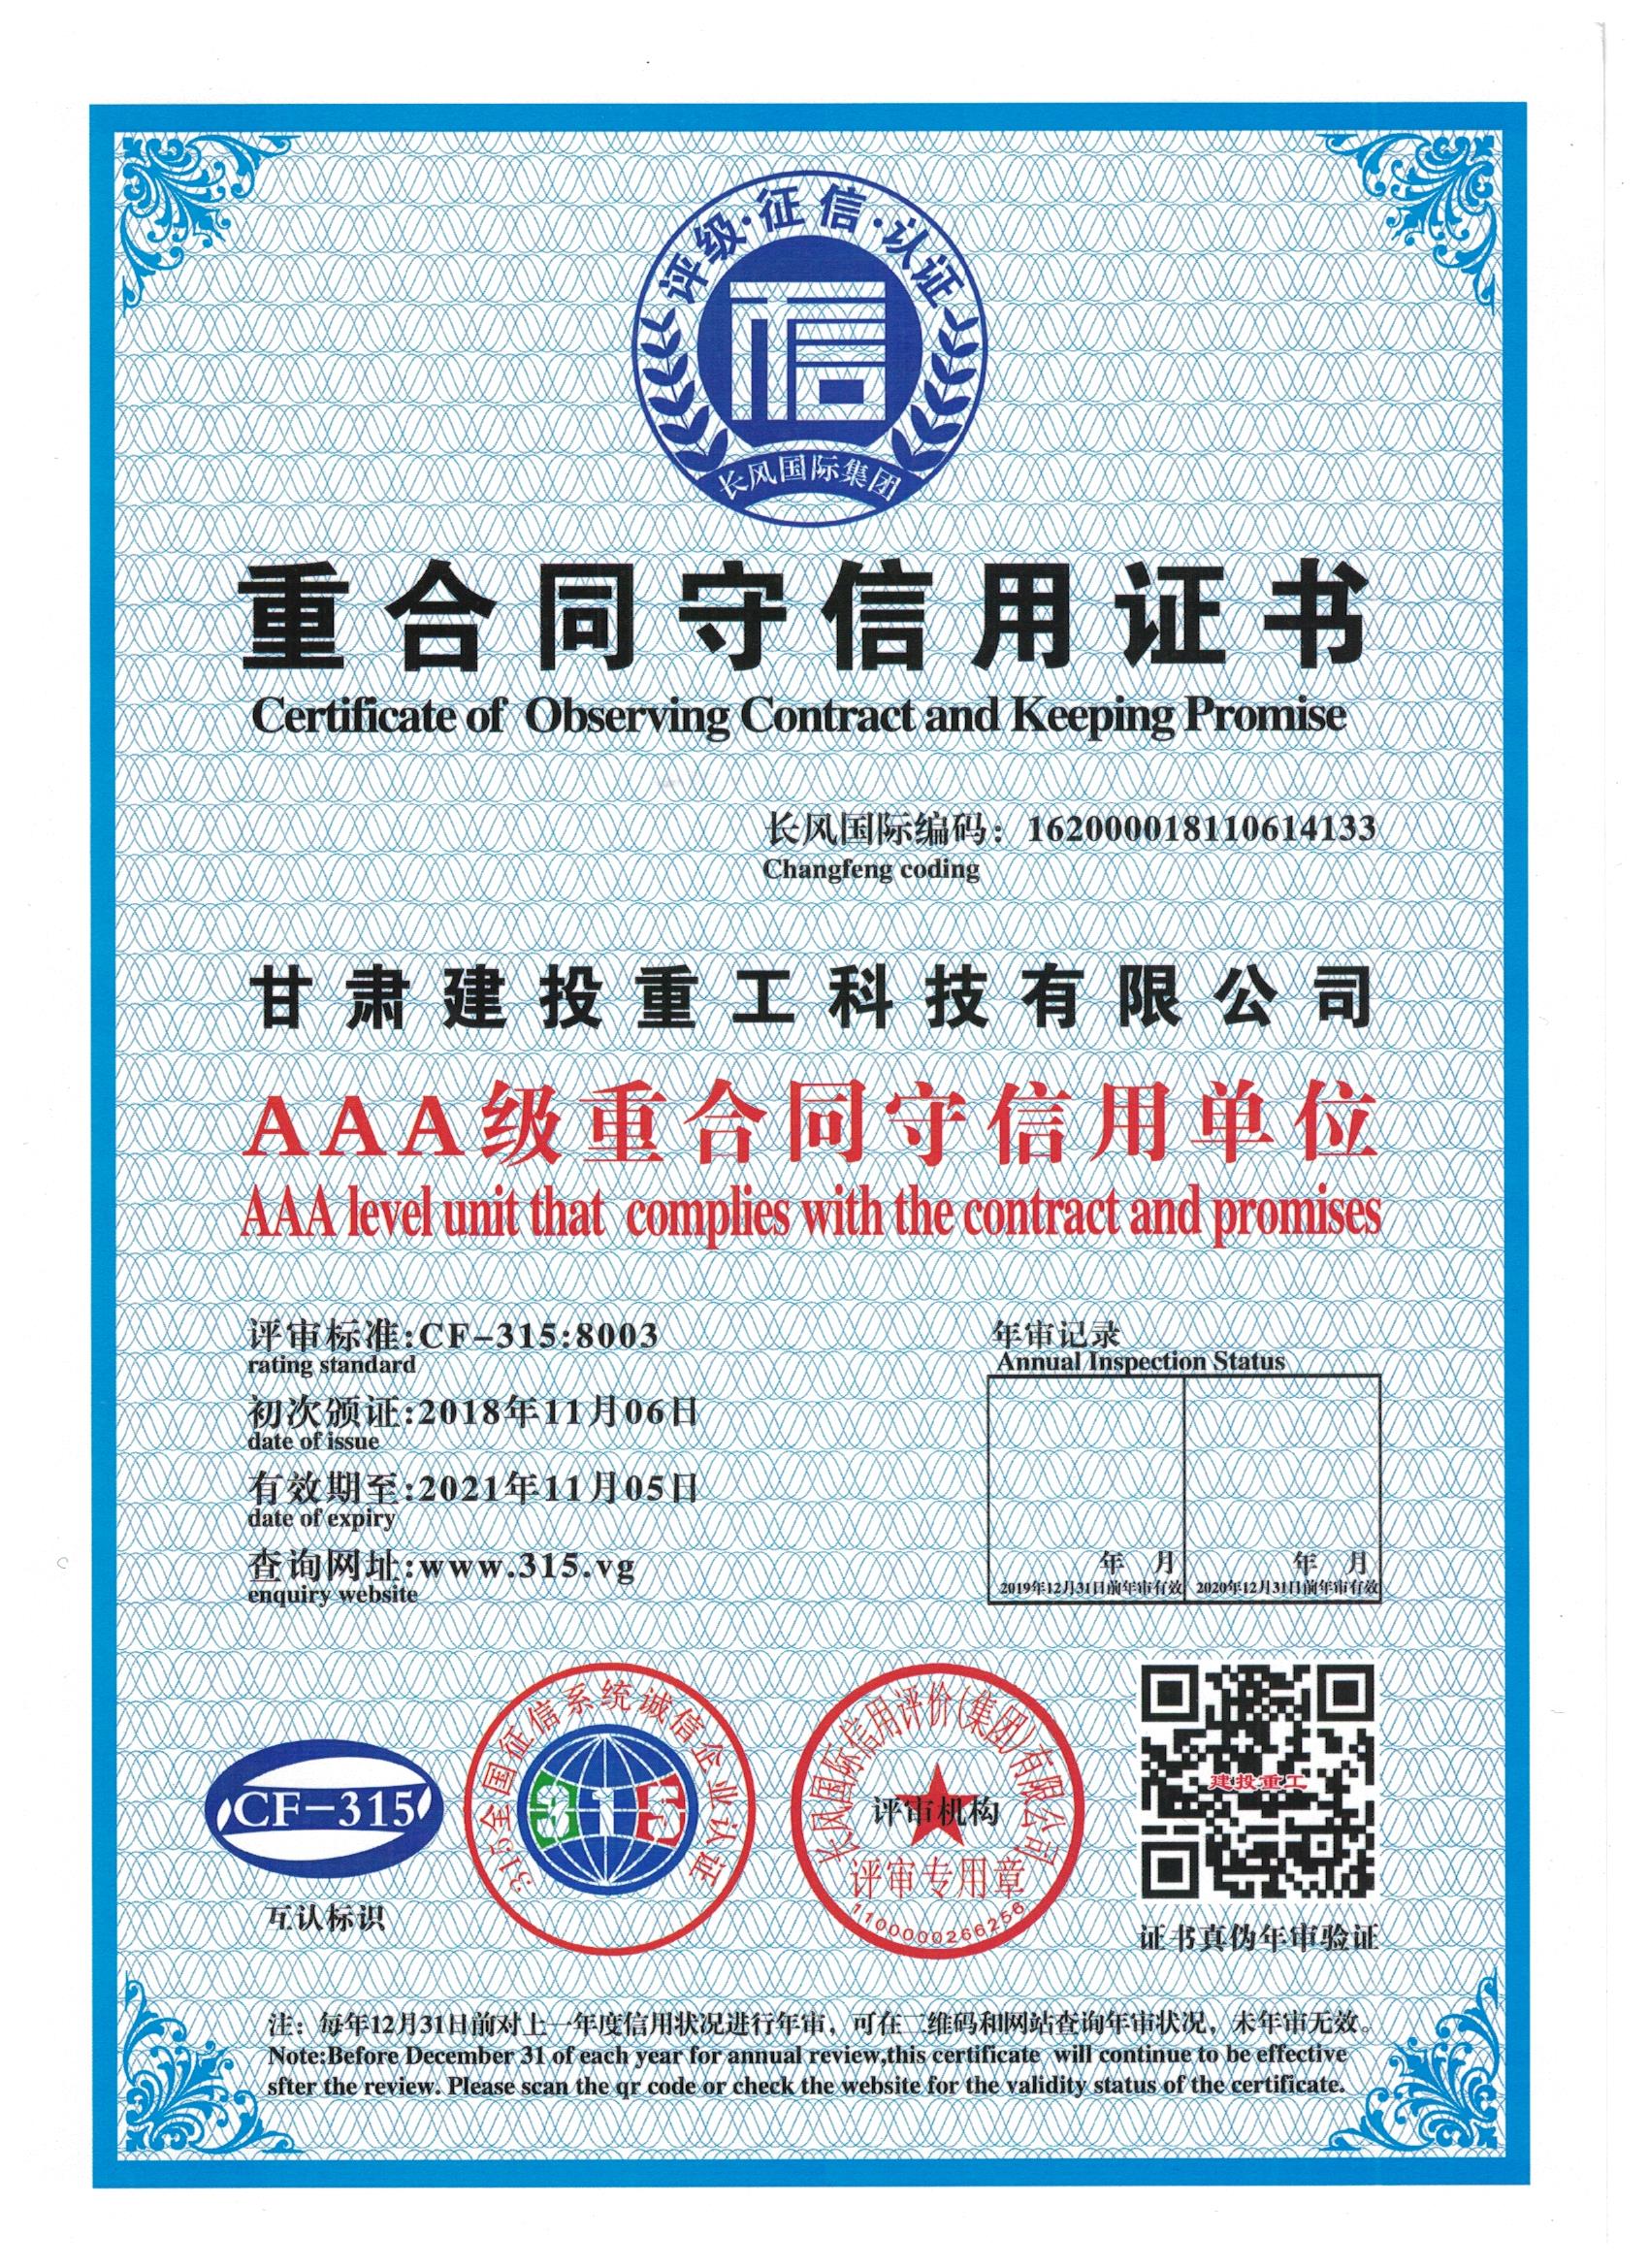 评级·征信·认证
信
长风国际集团
重合同守信用证书
Certificate of Observing Contract and Keeping Promise
长风国际编码：162000018110614133
Changfeng coding
甘肃建投重工科技有限公司
AAA级重合同守信用单位
AAA level unit that complies with the contract and promises
评审标准:CF-315:8003
rating standard
初次颁证:2018年11月06日
date of issue
有效期至:2021年11月05日
date of expiry
查询网址:www.315.vg
enquiry website
年审记录
Annual Inspection Status
年 月
2019年12月31日前年审有效
年 月
2020年12月31日前年审有效
CF-315
互认标识
315全国征信系统诚信企业认证
315
长风国际信用评价(集团)有限公司
评审机构
评审专用章
1100000266256
建投重工
证书真伪年审验证
注：每年12月31日前对上一年度信用状况进行年审，可在二维码和网站查询年审状况，未年审无效。
Note:Before December 31 of each year for annual review,this certificate will continue to be effective
sfter the review. Please scan the qr code or check the website for the validity status of the certificate.